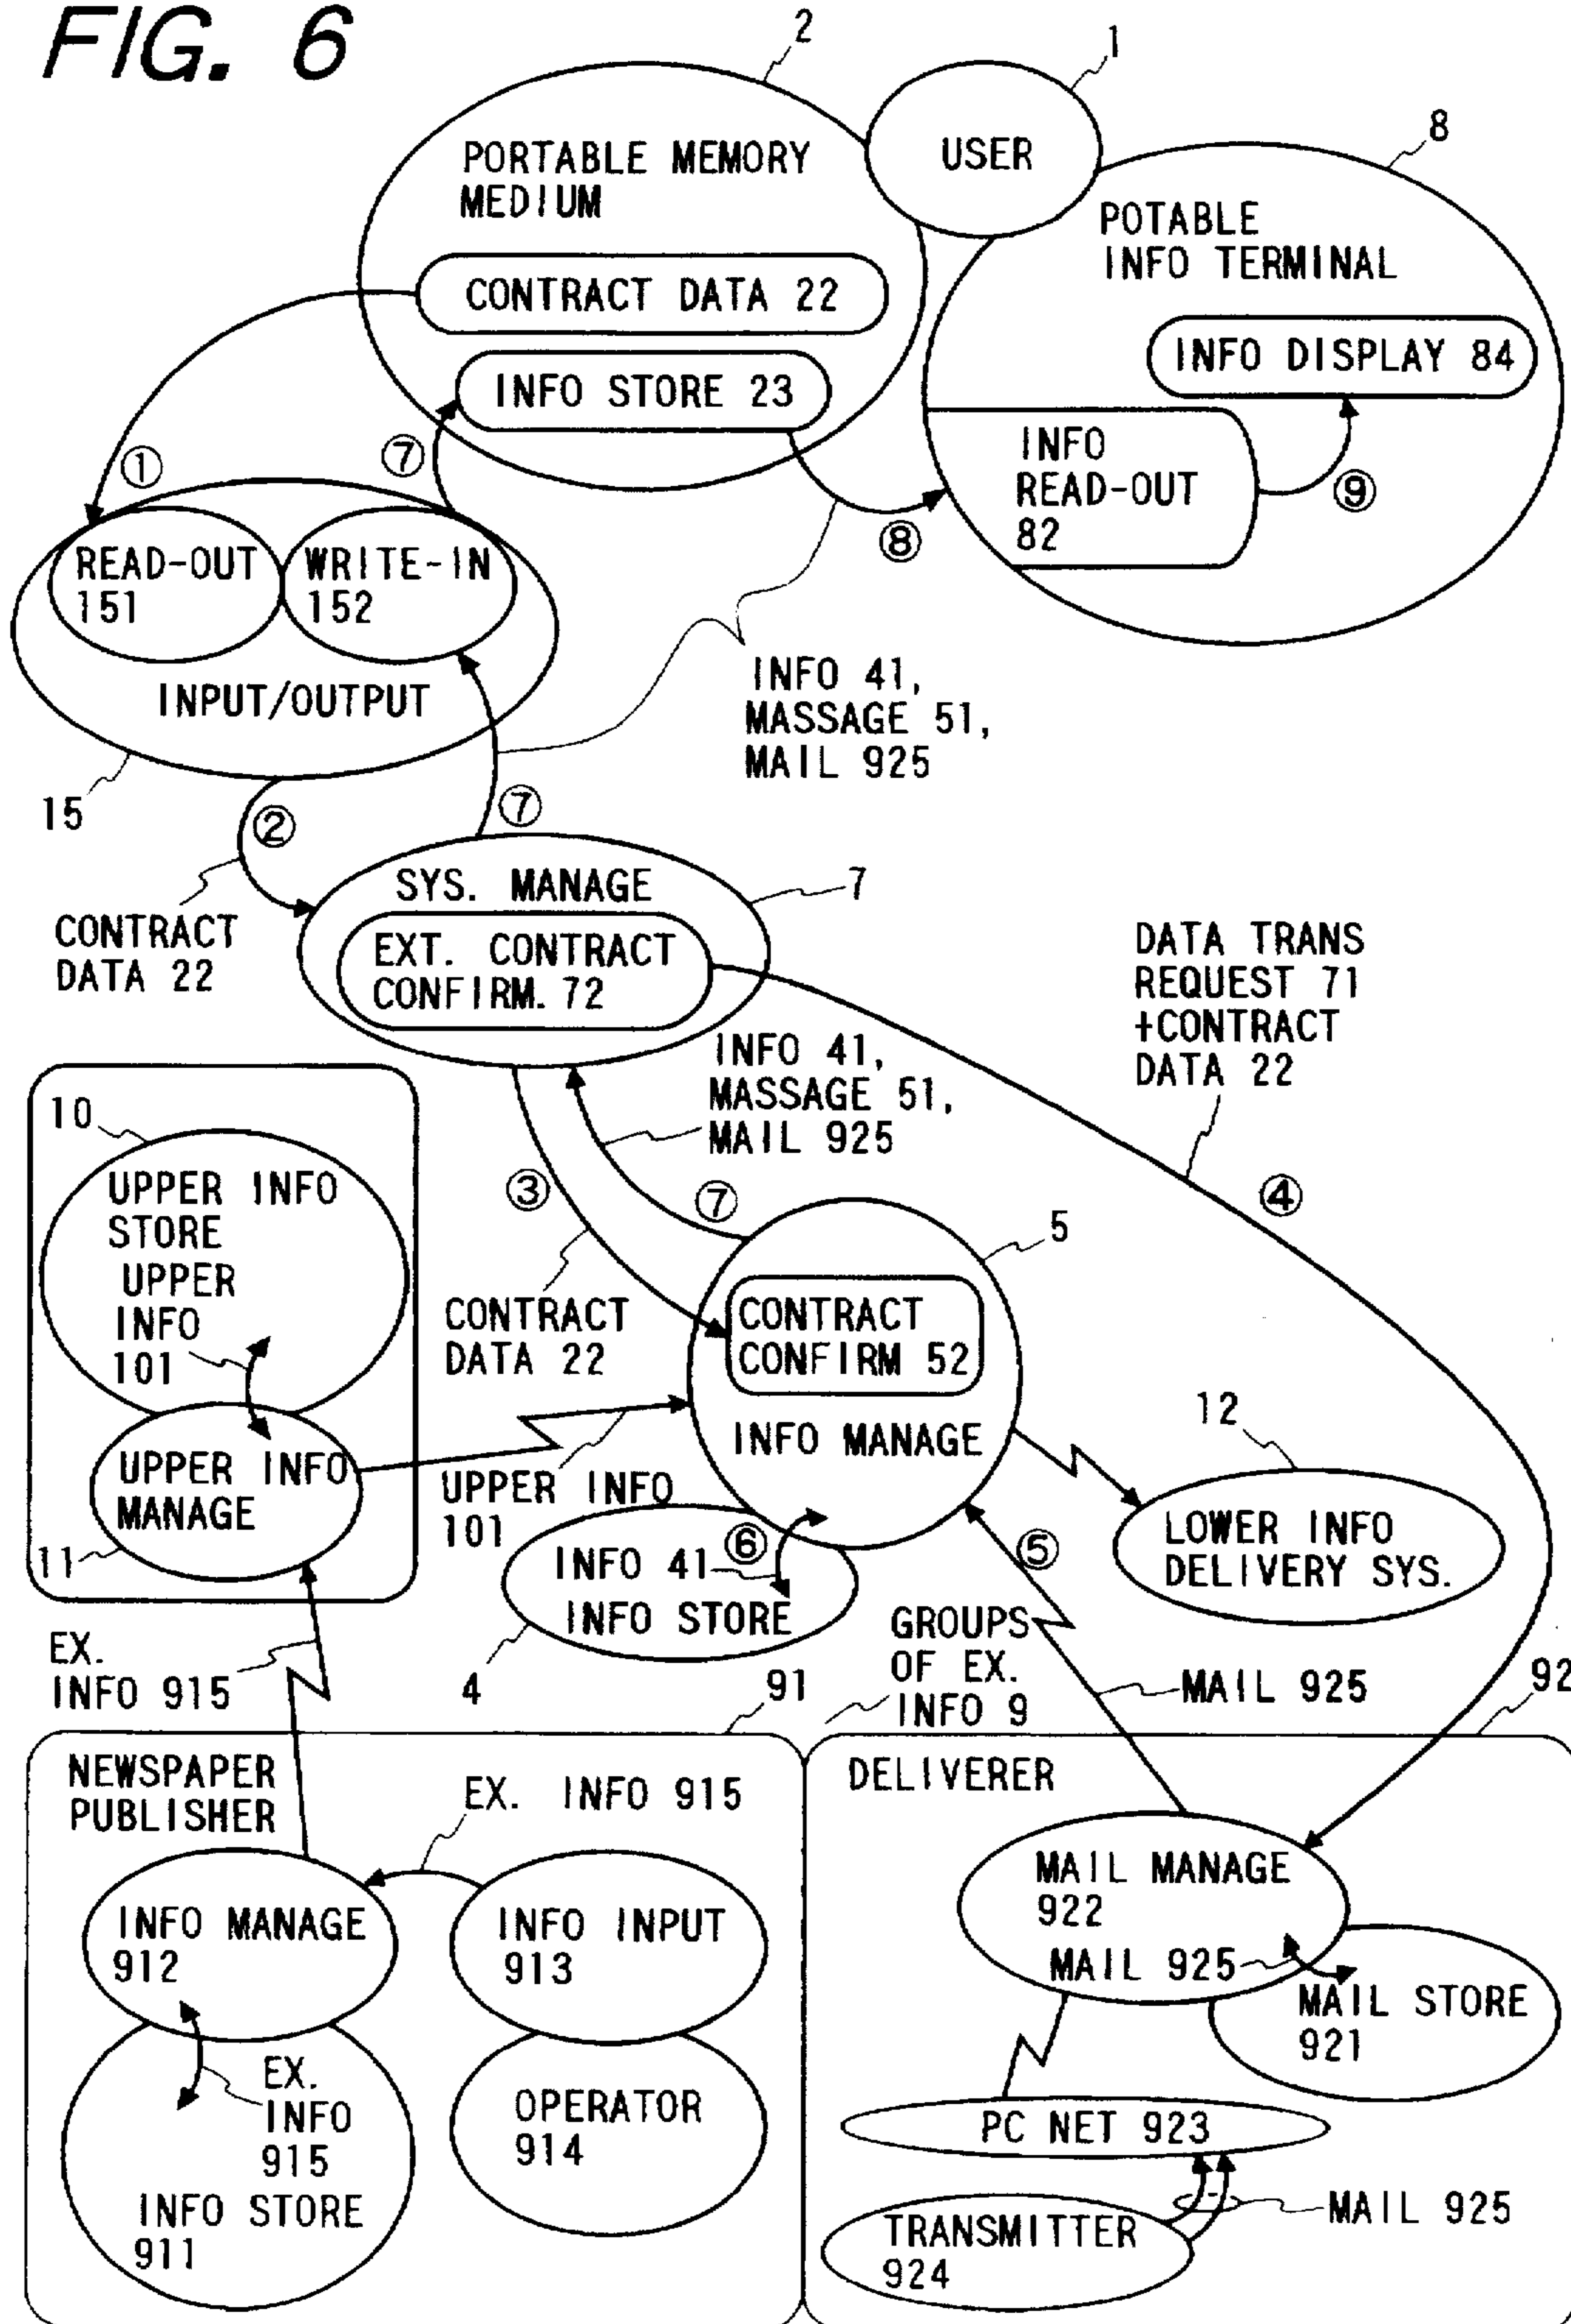 FIG. 6
2
1
8
PORTABLE MEMORY
MEDIUM
USER
POTABLE
INFO TERMINAL
CONTRACT DATA 22
INFO STORE 23
INFO DISPLAY 84
INFO
READ-OUT
82
①
⑦
⑧
⑨
READ-OUT
151
WRITE-IN
152
INPUT/OUTPUT
15
INFO 41,
MASSAGE 51,
MAIL 925
②
⑦
CONTRACT
DATA 22
SYS. MANAGE
7
EXT. CONTRACT
CONFIRM. 72
DATA TRANS
REQUEST 71
+CONTRACT
DATA 22
INFO 41,
MASSAGE 51,
MAIL 925
10
UPPER INFO
STORE
UPPER
INFO
101
③
⑦
④
5
CONTRACT
DATA 22
CONTRACT
CONFIRM 52
INFO MANAGE
12
UPPER INFO
MANAGE
11
UPPER INFO
101
⑥
⑤
INFO 41
INFO STORE
4
LOWER INFO
DELIVERY SYS.
EX.
INFO 915
GROUPS
OF EX.
INFO 9
MAIL 925
91
92
NEWSPAPER
PUBLISHER
EX. INFO 915
DELIVERER
INFO MANAGE
912
INFO INPUT
913
MAIL MANAGE
922
MAIL 925
MAIL STORE
921
EX.
INFO
915
INFO STORE
911
OPERATOR
914
PC NET 923
MAIL 925
TRANSMITTER
924